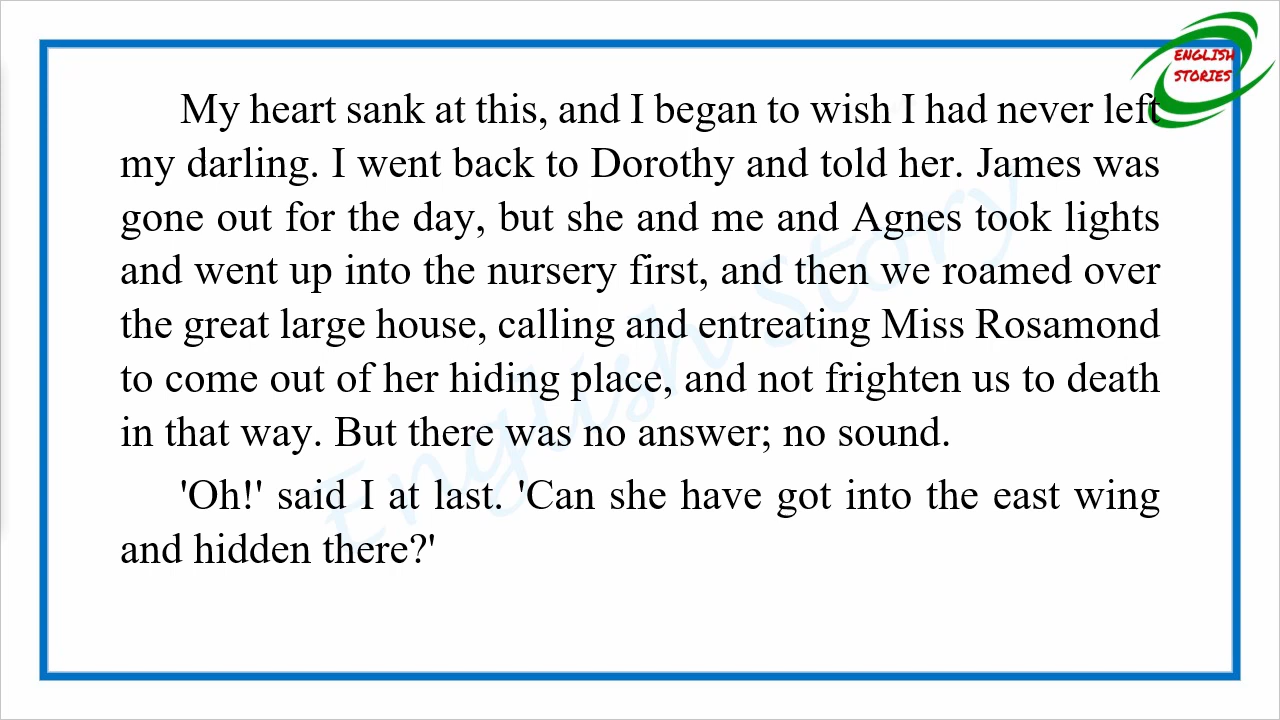 ENGLISH
STORIES
My heart sank at this, and I began to wish I had never left
my darling. I went back to Dorothy and told her. James was
gone out for the day, but she and me and Agnes took lights
and went up into the nursery first, and then we roamed over
the great large house, calling and entreating Miss Rosamond
to come out of her hiding place, and not frighten us to death
in that way. But there was no answer; no sound.
'Oh!' said I at last. 'Can she have got into the east wing
and hidden there?'
English Story